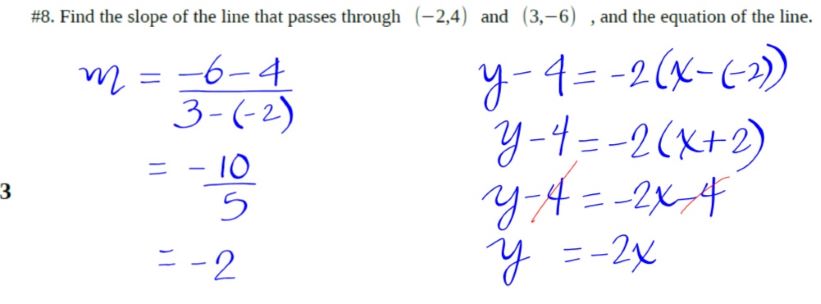 #8. Find the slope of the line that passes through (−2,4) and (3,−6) , and the equation of the line.
m = -6-4
3-(-2)
= -10
5
= -2
3
y-4 = -2(x-(-2))
y-4 = -2(x+2)
y-4 = -2x-4
y = -2x